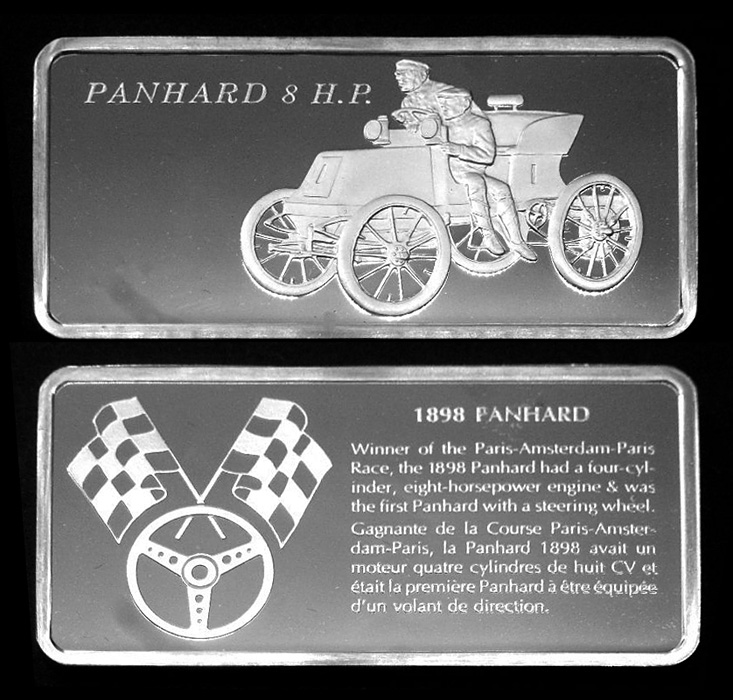 PANHARD 8 H.P.
1898 PANHARD
Winner of the Paris-Amsterdam-Paris
Race, the 1898 Panhard had a four-cyl-
inder, eight-horsepower engine & was
the first Panhard with a steering wheel.
Gagnante de la Course Paris-Amster-
dam-Paris, la Panhard 1898 avait un
moteur quatre cylindres de huit CV et
était la première Panhard à être équipée
d'un volant de direction.